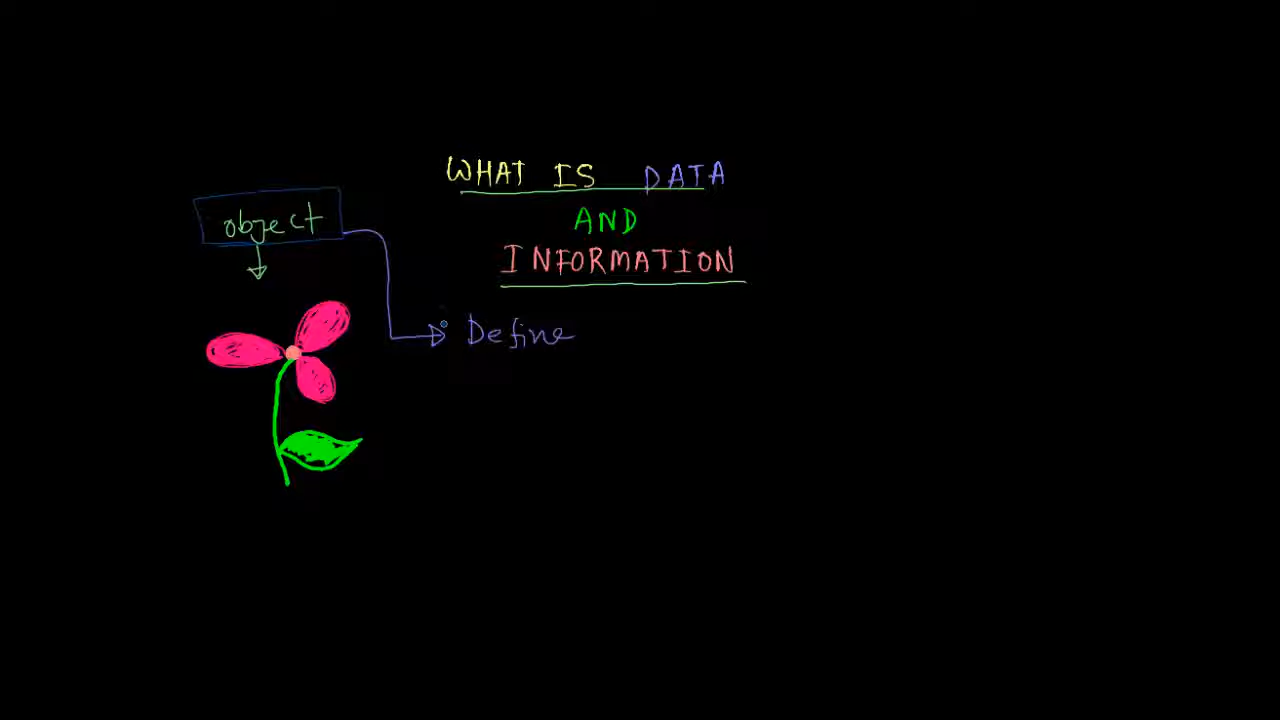 WHAT IS DATA
AND
INFORMATION
object
Define